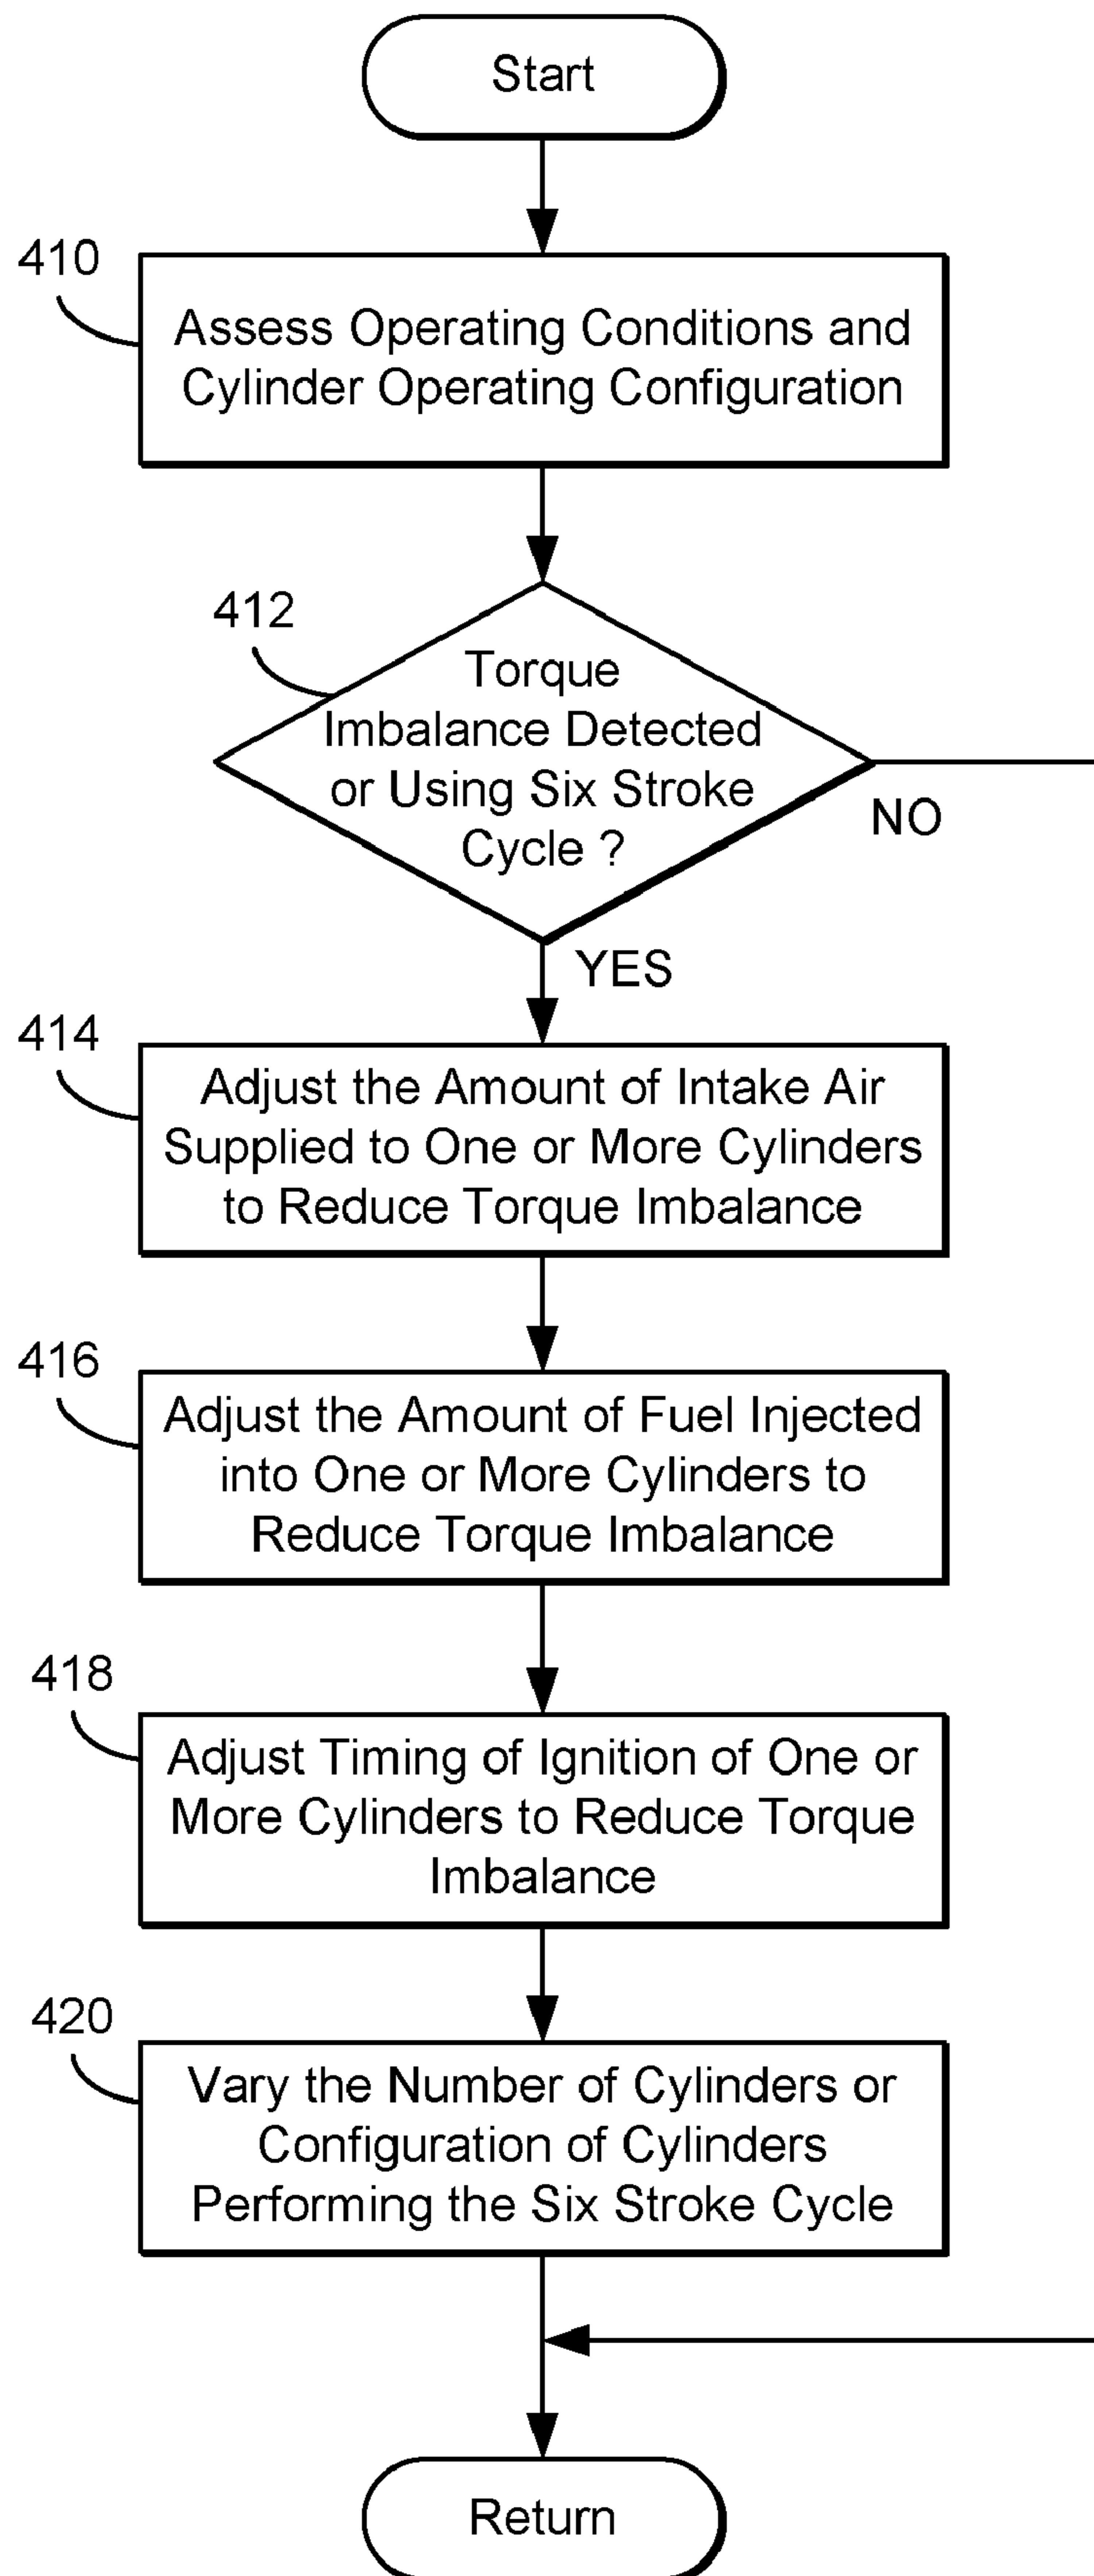 Start
410
Assess Operating Conditions and
Cylinder Operating Configuration
412
Torque
Imbalance Detected
or Using Six Stroke
Cycle ?
NO
YES
414
Adjust the Amount of Intake Air
Supplied to One or More Cylinders
to Reduce Torque Imbalance
416
Adjust the Amount of Fuel Injected
into One or More Cylinders to
Reduce Torque Imbalance
418
Adjust Timing of Ignition of One or
More Cylinders to Reduce Torque
Imbalance
420
Vary the Number of Cylinders or
Configuration of Cylinders
Performing the Six Stroke Cycle
Return